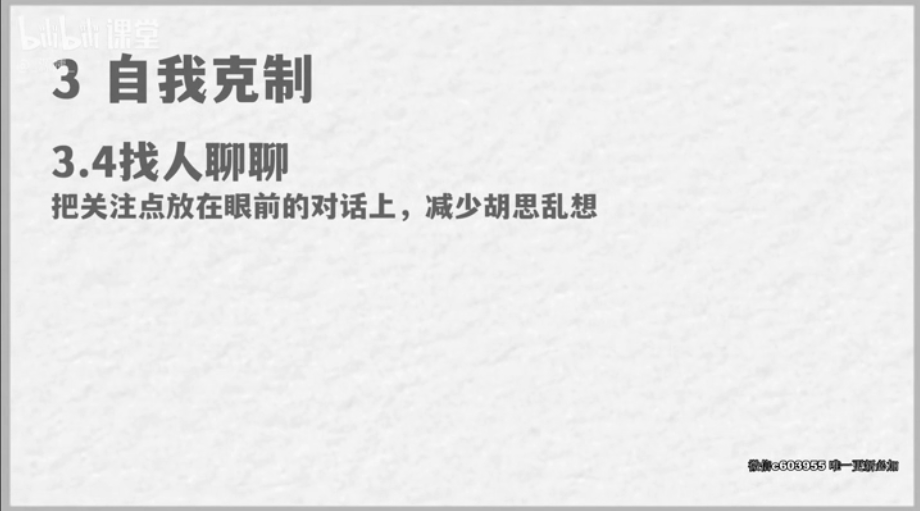 bilibili课堂
3 自我克制
3.4找人聊聊
把关注点放在眼前的对话上，减少胡思乱想
微信c603955 唯一更新必加